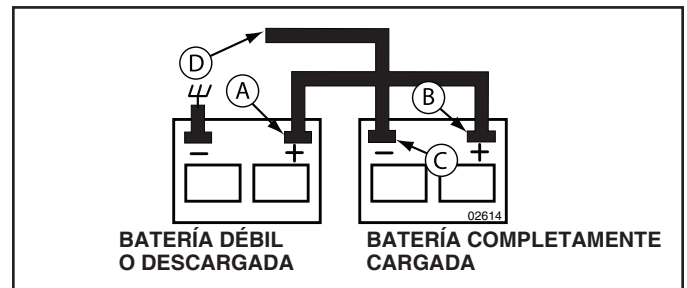 D
A
B
− +
− C +
02614
BATERÍA DÉBIL
O DESCARGADA
BATERÍA COMPLETAMENTE
CARGADA